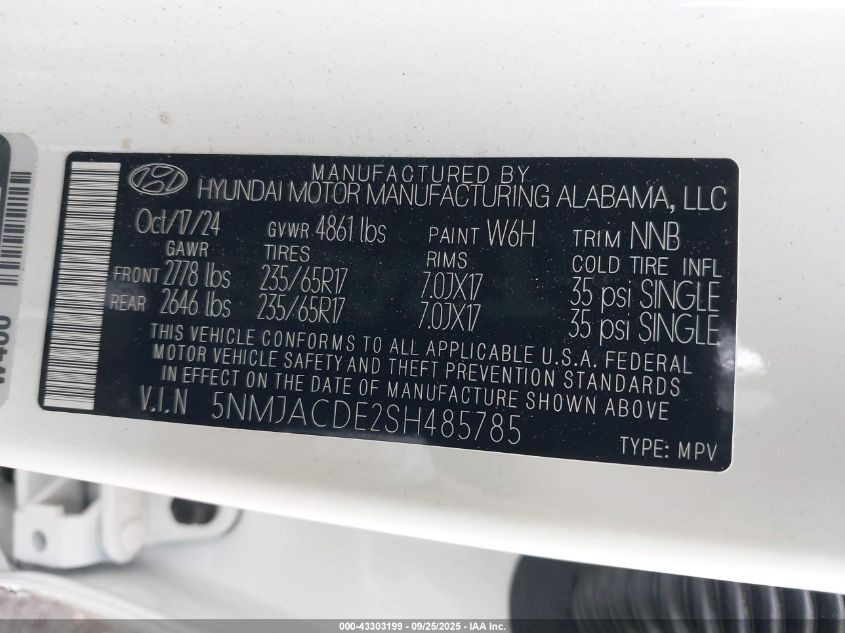 MANUFACTURED BY
HYUNDAI MOTOR MANUFACTURING ALABAMA, LLC
Oct/17/24 GVWR 4861 lbs PAINT W6H TRIM NNB
GAWR TIRES RIMS COLD TIRE INFL
FRONT 2778 lbs 235/65R17 7.0JX17 35 psi SINGLE
REAR 2646 lbs 235/65R17 7.0JX17 35 psi SINGLE
THIS VEHICLE CONFORMS TO ALL APPLICABLE U.S.A. FEDERAL
MOTOR VEHICLE SAFETY AND THEFT PREVENTION STANDARDS
IN EFFECT ON THE DATE OF MANUFACTURE SHOWN ABOVE
V.I.N 5NMJACDE2SH485785
TYPE: MPV
000-43303199 - 09/25/2025 - IAA Inc.